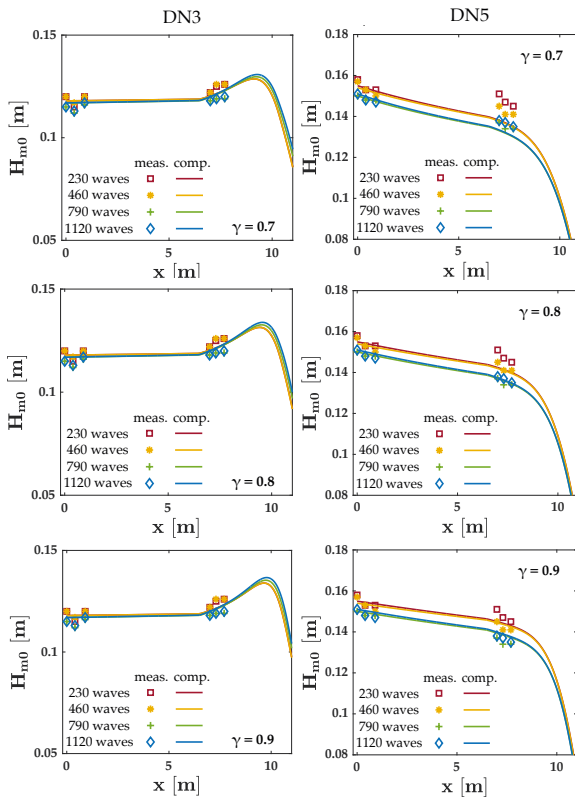 DN3 DN5
0.15
0.1
0.05
H_m0 [m]
meas. comp.
230 waves
460 waves
790 waves
1120 waves
γ = 0.7
0 5 10
x [m]
0.18
0.16
0.14
0.12
0.1
0.08
H_m0 [m]
γ = 0.7
meas. comp.
230 waves
460 waves
790 waves
1120 waves
0 5 10
x [m]
0.15
0.1
0.05
H_m0 [m]
meas. comp.
230 waves
460 waves
790 waves
1120 waves
γ = 0.8
0 5 10
x [m]
0.18
0.16
0.14
0.12
0.1
0.08
H_m0 [m]
γ = 0.8
meas. comp.
230 waves
460 waves
790 waves
1120 waves
0 5 10
x [m]
0.15
0.1
0.05
H_m0 [m]
meas. comp.
230 waves
460 waves
790 waves
1120 waves
γ = 0.9
0 5 10
x [m]
0.18
0.16
0.14
0.12
0.1
0.08
H_m0 [m]
γ = 0.9
meas. comp.
230 waves
460 waves
790 waves
1120 waves
0 5 10
x [m]